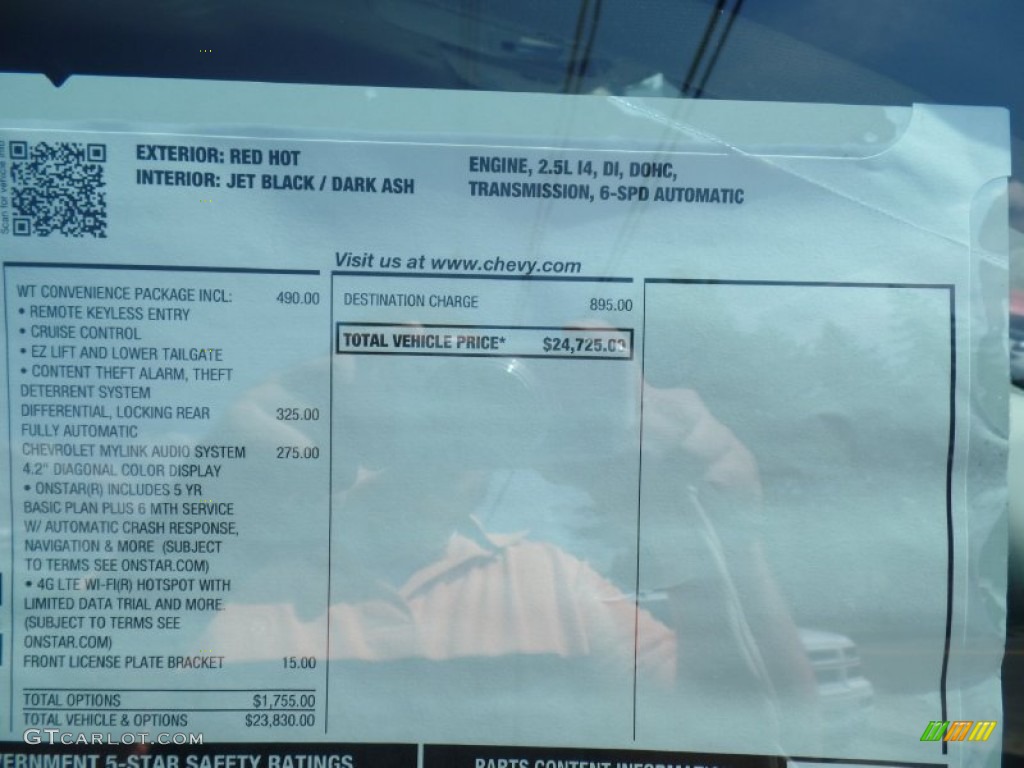 Scan for vehicle info
EXTERIOR: RED HOT
INTERIOR: JET BLACK / DARK ASH
ENGINE, 2.5L I4, DI, DOHC,
TRANSMISSION, 6-SPD AUTOMATIC
Visit us at www.chevy.com
WT CONVENIENCE PACKAGE INCL: 490.00
• REMOTE KEYLESS ENTRY
• CRUISE CONTROL
• EZ LIFT AND LOWER TAILGATE
• CONTENT THEFT ALARM, THEFT
DETERRENT SYSTEM
DIFFERENTIAL, LOCKING REAR 325.00
FULLY AUTOMATIC
CHEVROLET MYLINK AUDIO SYSTEM 275.00
4.2" DIAGONAL COLOR DISPLAY
• ONSTAR(R) INCLUDES 5 YR
BASIC PLAN PLUS 6 MTH SERVICE
W/ AUTOMATIC CRASH RESPONSE,
NAVIGATION & MORE (SUBJECT
TO TERMS SEE ONSTAR.COM)
• 4G LTE WI-FI(R) HOTSPOT WITH
LIMITED DATA TRIAL AND MORE.
(SUBJECT TO TERMS SEE
ONSTAR.COM)
FRONT LICENSE PLATE BRACKET 15.00
TOTAL OPTIONS $1,755.00
TOTAL VEHICLE & OPTIONS $23,830.00
DESTINATION CHARGE 895.00
TOTAL VEHICLE PRICE* $24,725.00
GTCARLOT.COM
VERNMENT 5-STAR SAFETY RATINGS
PARTS CONTENT INFORMATION